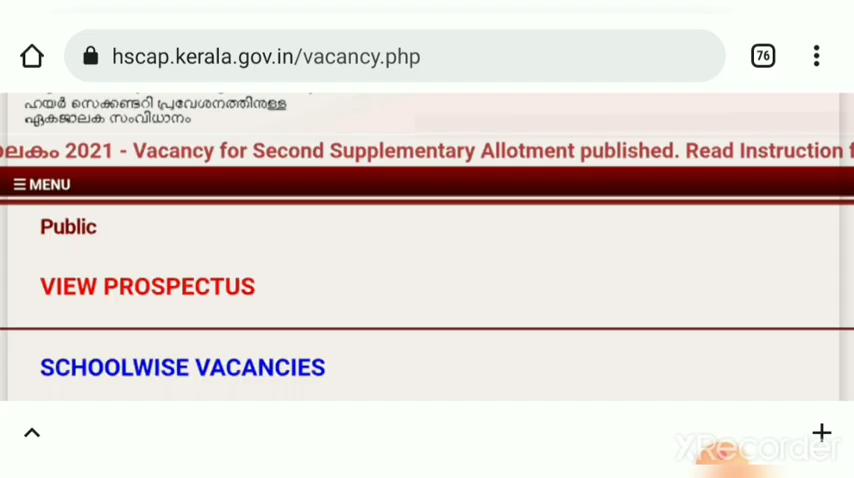 hscap.kerala.gov.in/vacancy.php
76
ഹയർ സെക്കണ്ടറി പ്രവേശനത്തിനുള്ള
ഏകജാലക സംവിധാനം
ാലകം 2021 - Vacancy for Second Supplementary Allotment published. Read Instruction f
☰ MENU
Public
VIEW PROSPECTUS
SCHOOLWISE VACANCIES
XRecorder